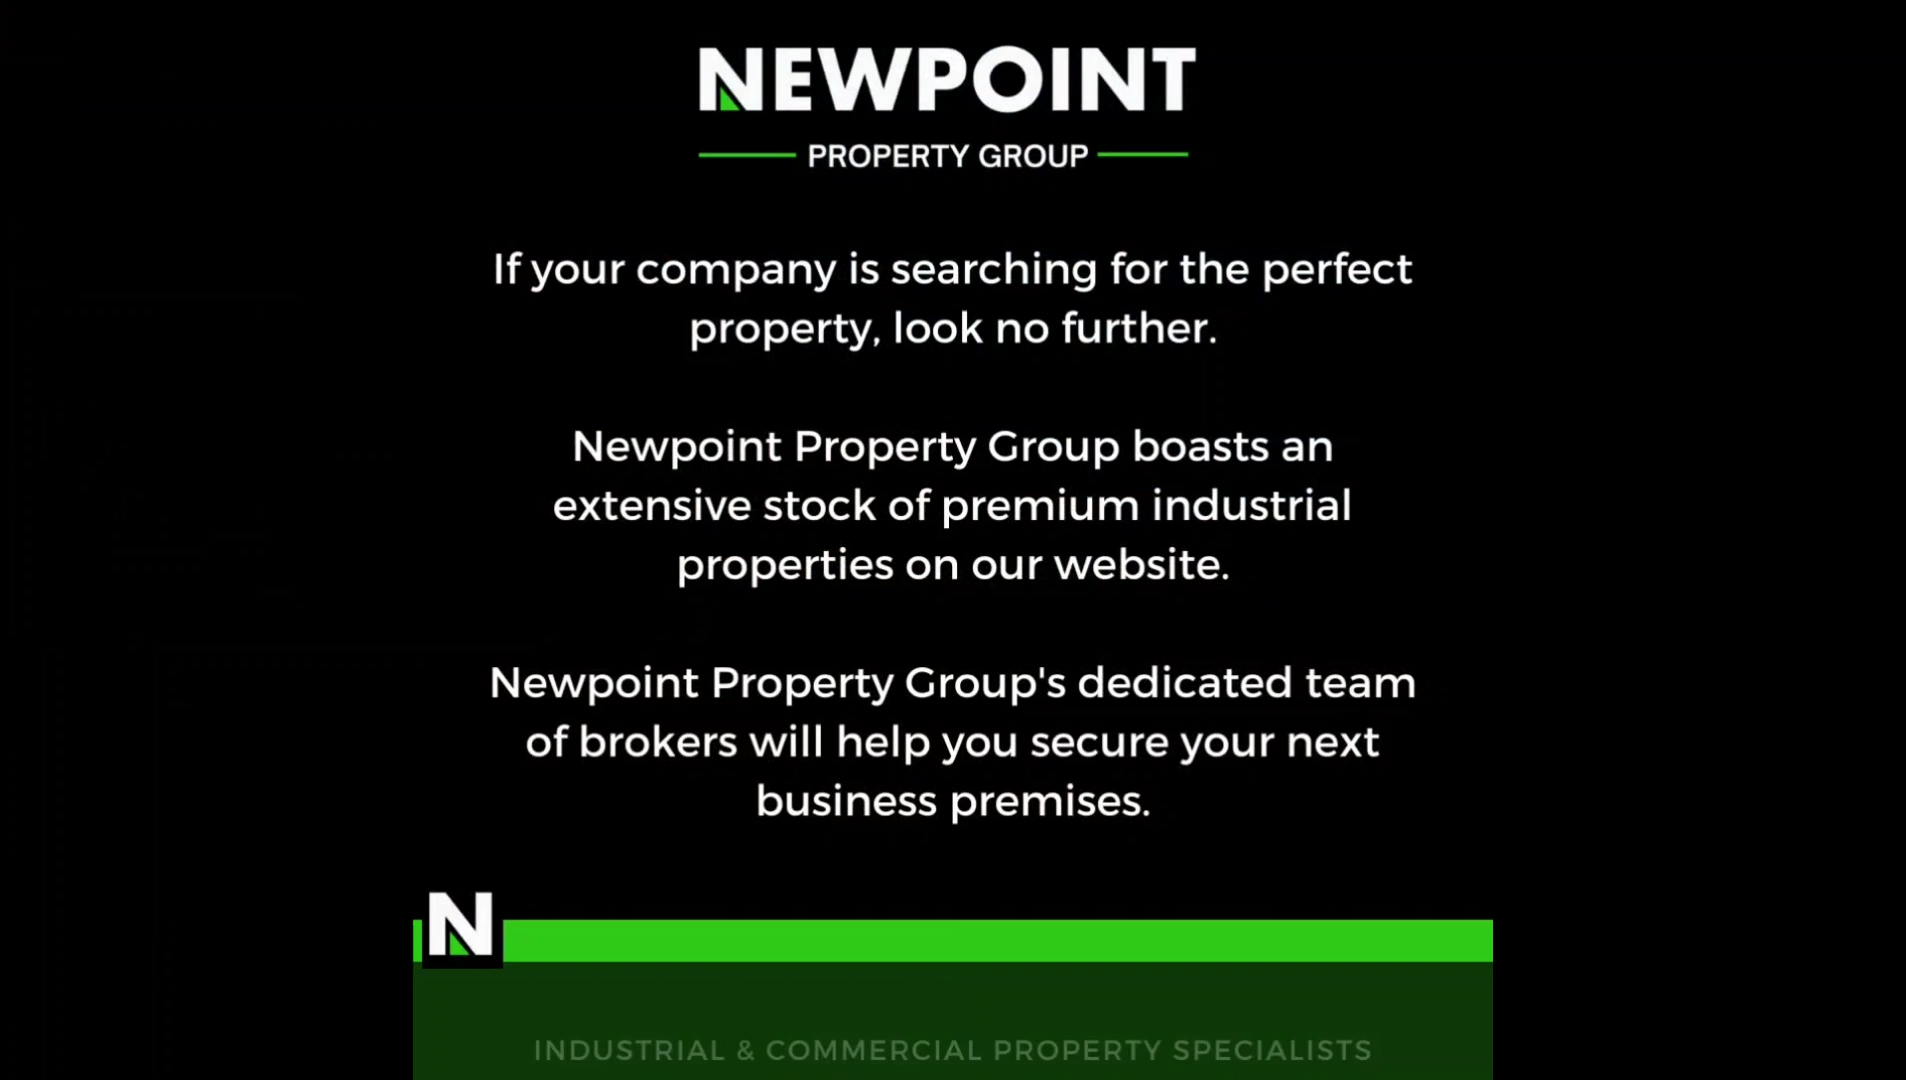 NEWPOINT
PROPERTY GROUP
If your company is searching for the perfect
property, look no further.
Newpoint Property Group boasts an
extensive stock of premium industrial
properties on our website.
Newpoint Property Group's dedicated team
of brokers will help you secure your next
business premises.
N
INDUSTRIAL & COMMERCIAL PROPERTY SPECIALISTS